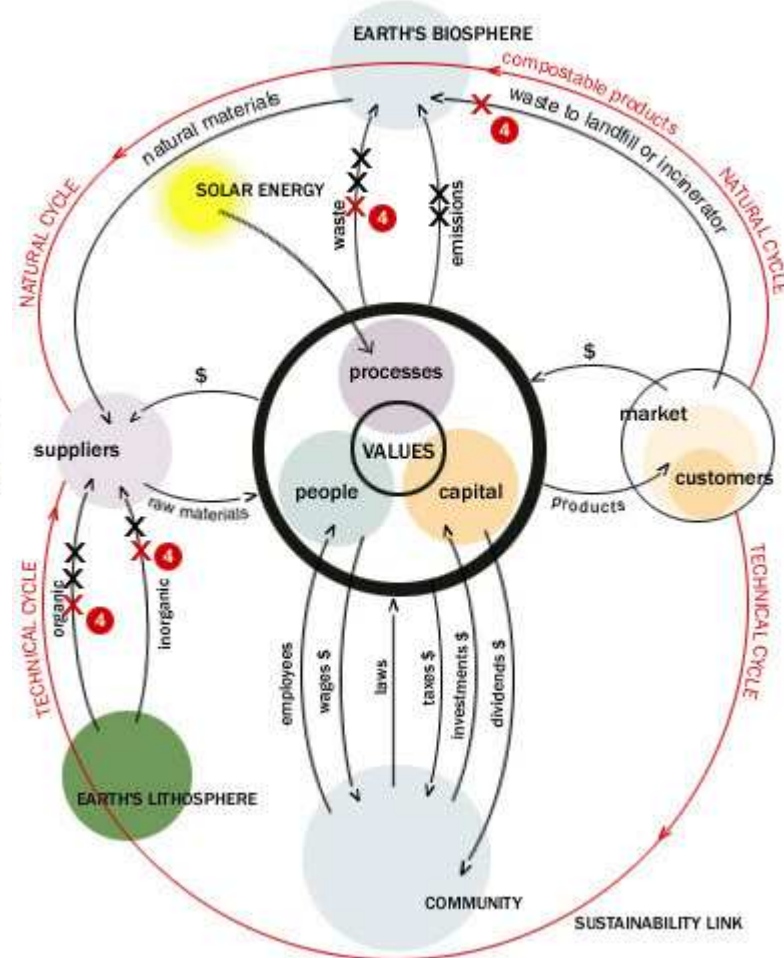 EARTH'S BIOSPHERE
compostable products
waste to landfill or incinerator
natural materials
4
SOLAR ENERGY
waste
4
emissions
NATURAL CYCLE
NATURAL CYCLE
processes
$
$
VALUES
suppliers
market
people
capital
customers
raw materials
products
4
organic
4
inorganic
TECHNICAL CYCLE
TECHNICAL CYCLE
employees
wages $
laws
taxes $
investments $
dividends $
EARTH'S LITHOSPHERE
COMMUNITY
SUSTAINABILITY LINK